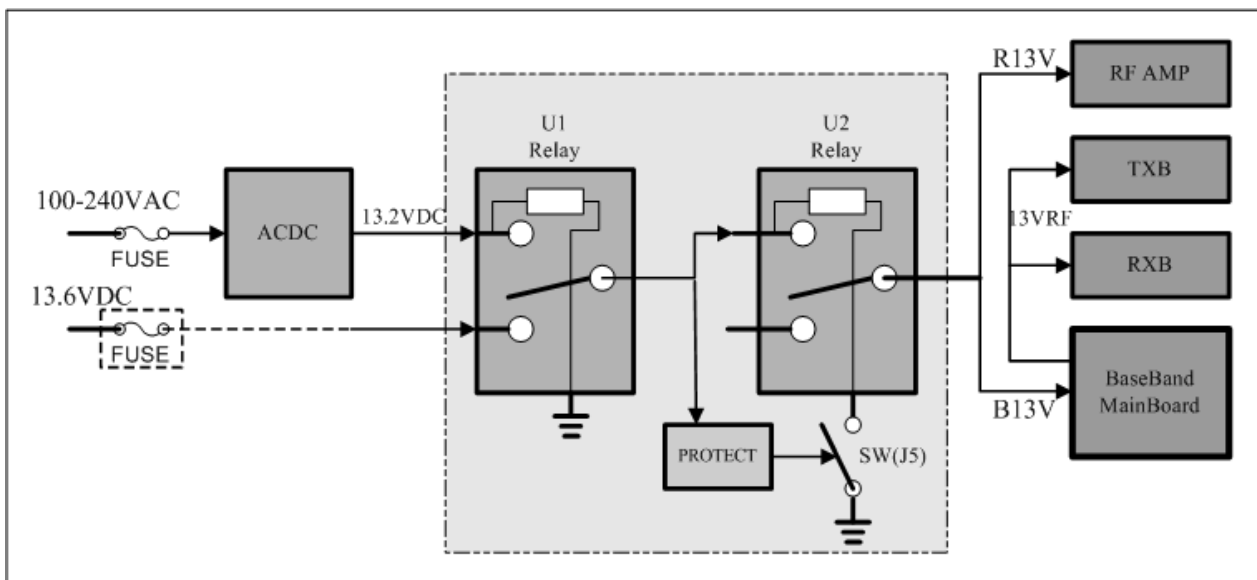 100-240VAC
FUSE
13.6VDC
FUSE
ACDC
13.2VDC
U1
Relay
U2
Relay
PROTECT
SW(J5)
R13V
RF AMP
TXB
13VRF
RXB
BaseBand
MainBoard
B13V